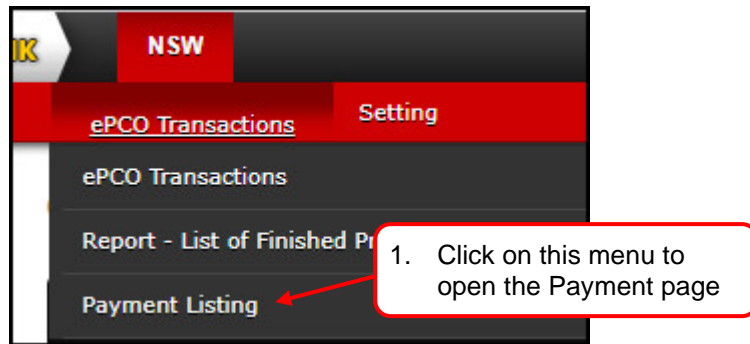 NSW
ePCO Transactions Setting
ePCO Transactions
Report - List of Finished
1. Click on this menu to
open the Payment page
Payment Listing